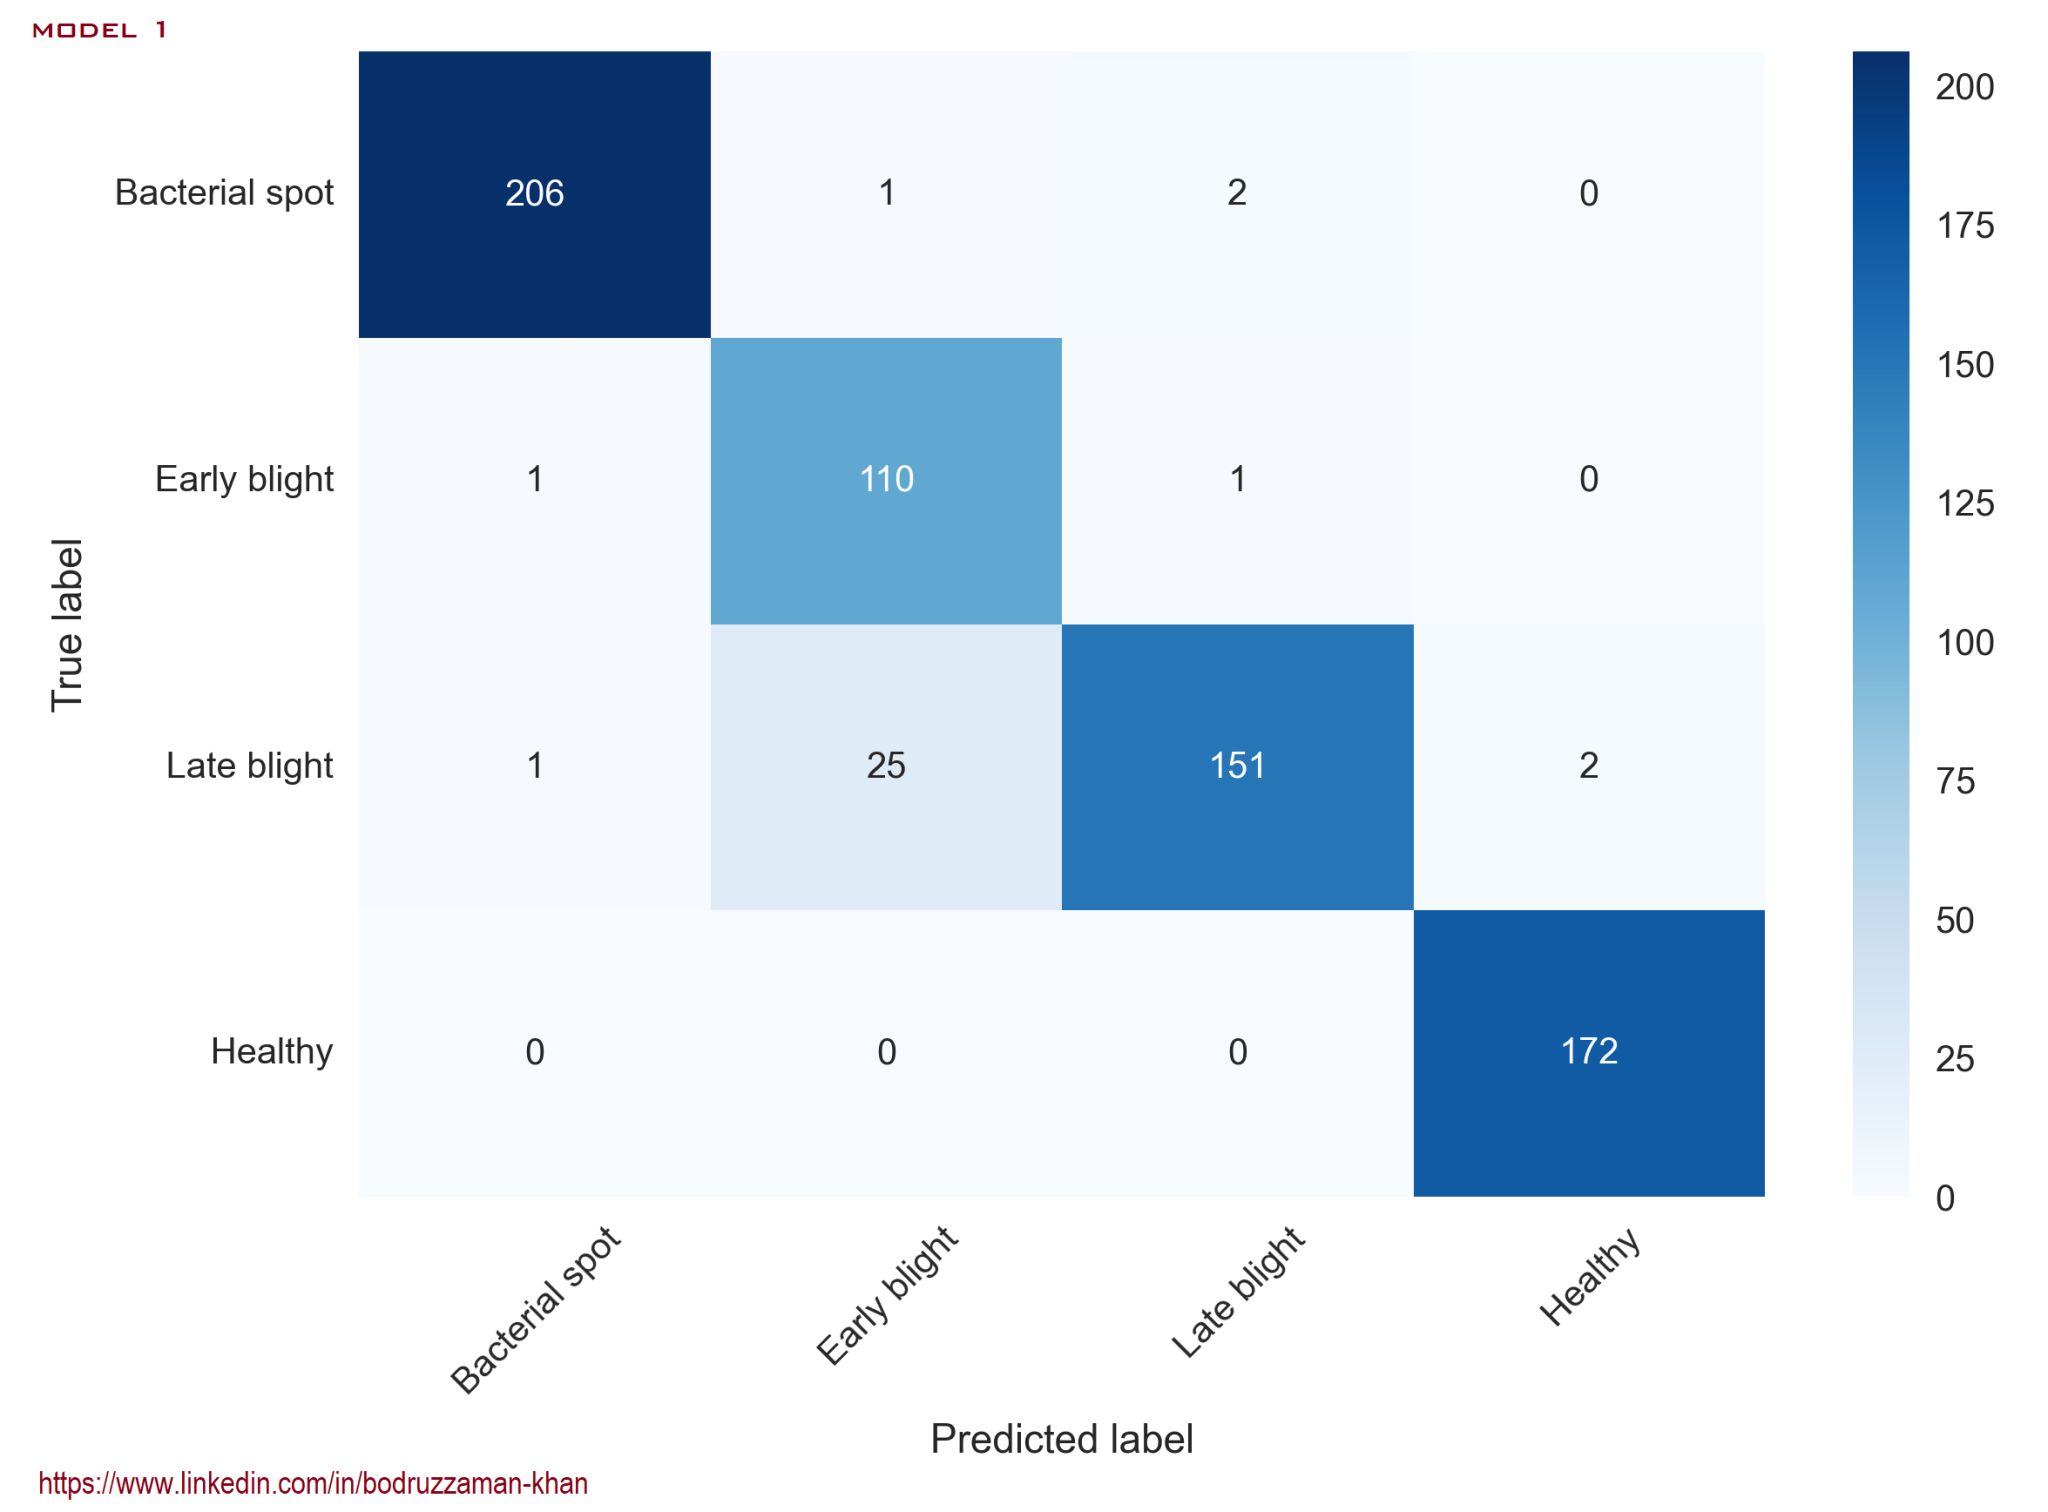 MODEL 1
200
Bacterial spot 206 1 2 0
175
150
Early blight 1 110 1 0
125
True label
100
Late blight 1 25 151 2
75
50
Healthy 0 0 0 172
25
0
Bacterial spot Early blight Late blight Healthy
Predicted label
https://www.linkedin.com/in/bodruzzaman-khan